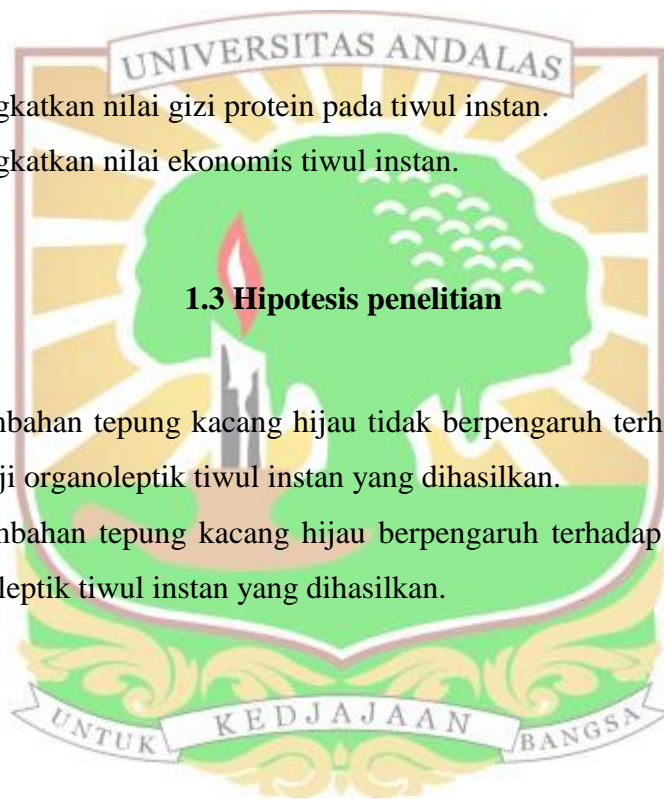 UNIVERSITAS ANDALAS
gkatkan nilai gizi protein pada tiwul instan.
gkatkan nilai ekonomis tiwul instan.
1.3 Hipotesis penelitian
mbahan tepung kacang hijau tidak berpengaruh terh
ji organoleptik tiwul instan yang dihasilkan.
mbahan tepung kacang hijau berpengaruh terhadap
leptik tiwul instan yang dihasilkan.
UNTUK KEDJAJAAN BANGSA